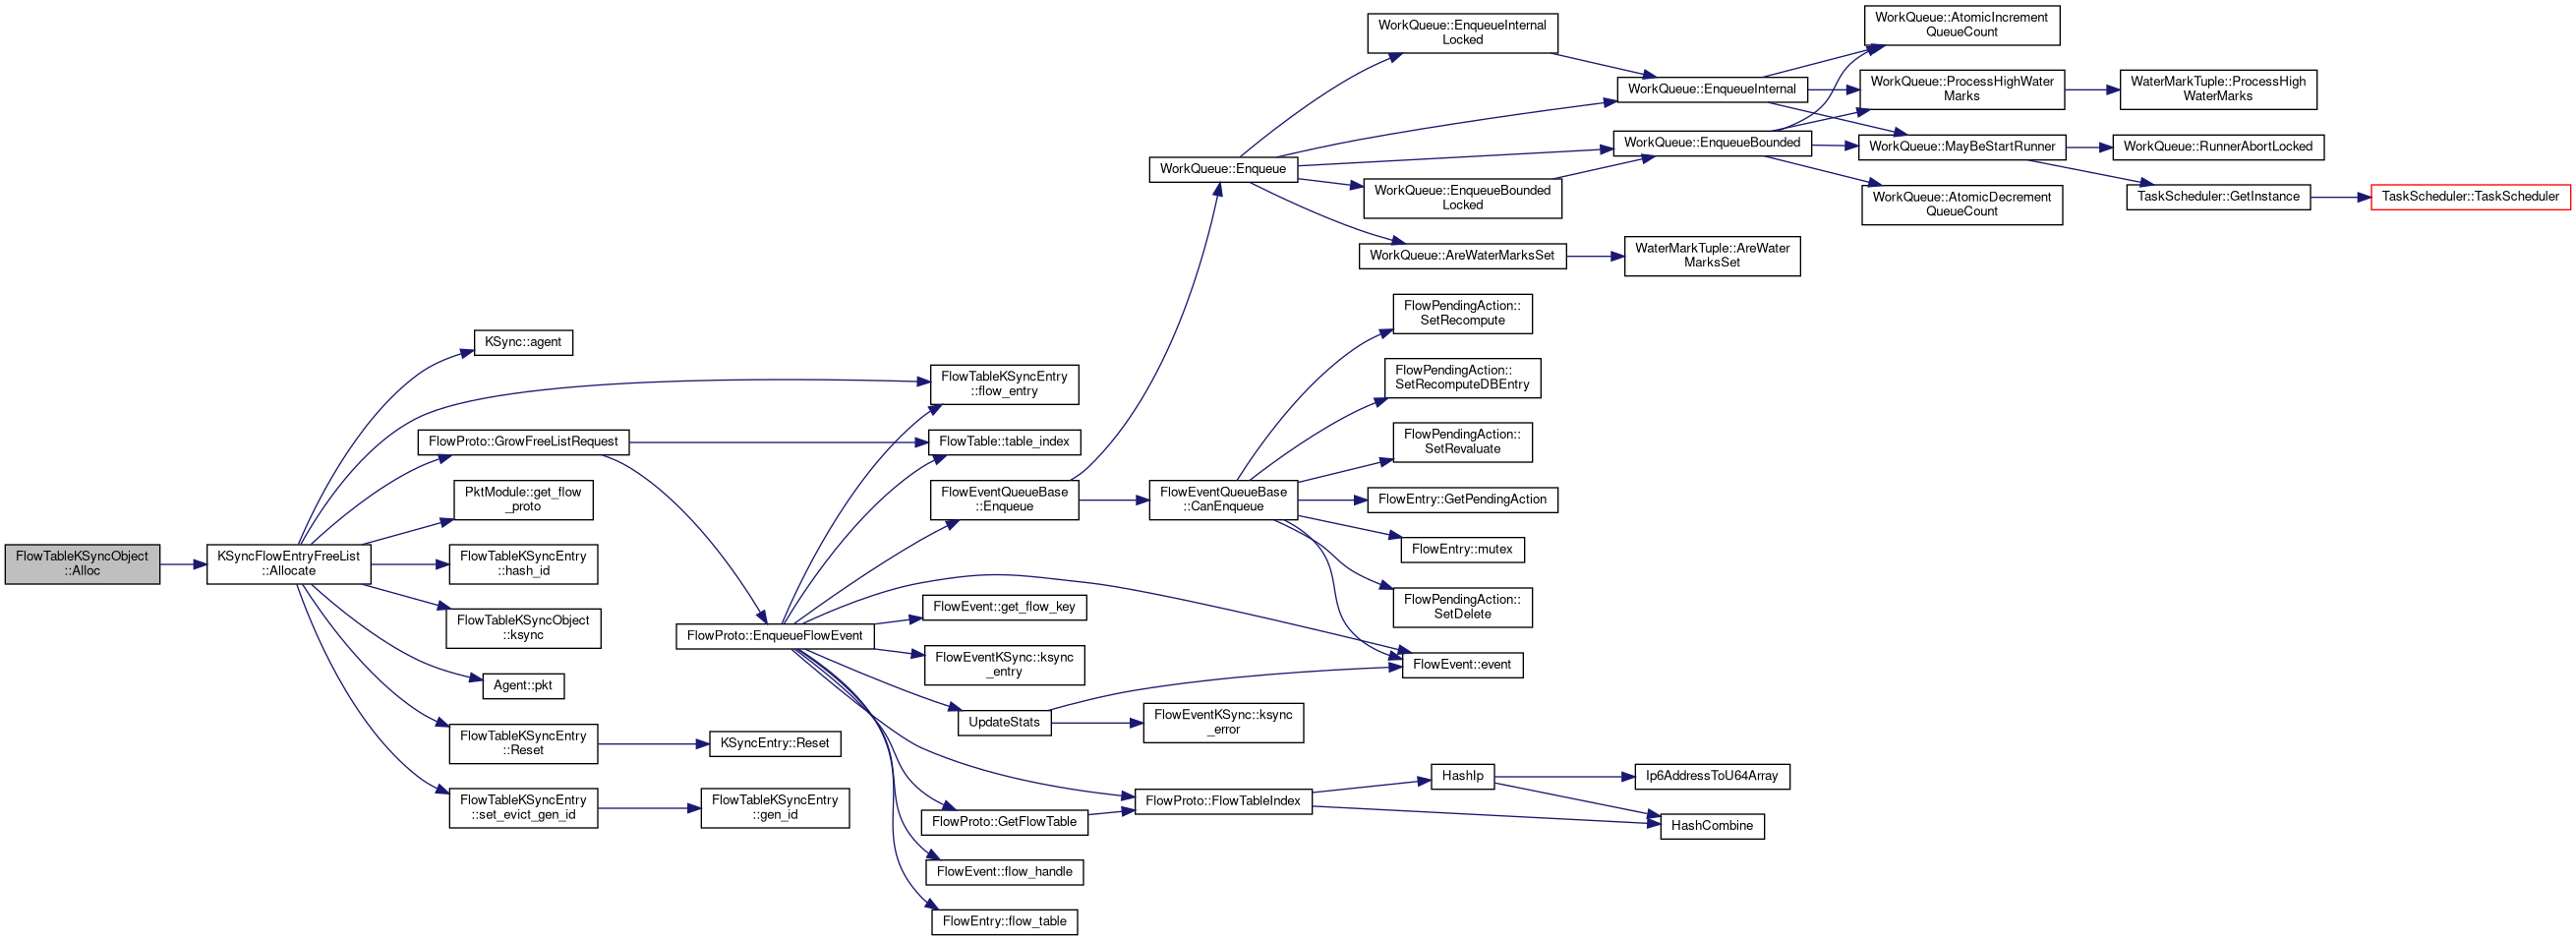 FlowTableKSyncObject
::Alloc
KSyncFlowEntryFreeList
::Allocate
KSync::agent
FlowProto::GrowFreeListRequest
PktModule::get_flow
_proto
FlowTableKSyncEntry
::hash_id
FlowTableKSyncObject
::ksync
Agent::pkt
FlowTableKSyncEntry
::Reset
FlowTableKSyncEntry
::set_evict_gen_id
KSyncEntry::Reset
FlowTableKSyncEntry
::gen_id
FlowProto::EnqueueFlowEvent
FlowTableKSyncEntry
::flow_entry
FlowTable::table_index
FlowEventQueueBase
::Enqueue
FlowEvent::get_flow_key
FlowEventKSync::ksync
_entry
UpdateStats
FlowProto::GetFlowTable
FlowEvent::flow_handle
FlowEntry::flow_table
WorkQueue::Enqueue
FlowEventQueueBase
::CanEnqueue
FlowEventKSync::ksync
_error
FlowProto::FlowTableIndex
WorkQueue::EnqueueInternal
Locked
WorkQueue::EnqueueBounded
Locked
WorkQueue::AreWaterMarksSet
FlowPendingAction::
SetRecompute
FlowPendingAction::
SetRecomputeDBEntry
FlowPendingAction::
SetRevaluate
FlowEntry::GetPendingAction
FlowEntry::mutex
FlowPendingAction::
SetDelete
FlowEvent::event
HashIp
WorkQueue::EnqueueInternal
WorkQueue::EnqueueBounded
WaterMarkTuple::AreWater
MarksSet
Ip6AddressToU64Array
HashCombine
WorkQueue::AtomicIncrement
QueueCount
WorkQueue::ProcessHighWater
Marks
WorkQueue::MayBeStartRunner
WorkQueue::AtomicDecrement
QueueCount
WaterMarkTuple::ProcessHigh
WaterMarks
WorkQueue::RunnerAbortLocked
TaskScheduler::GetInstance
TaskScheduler::TaskScheduler